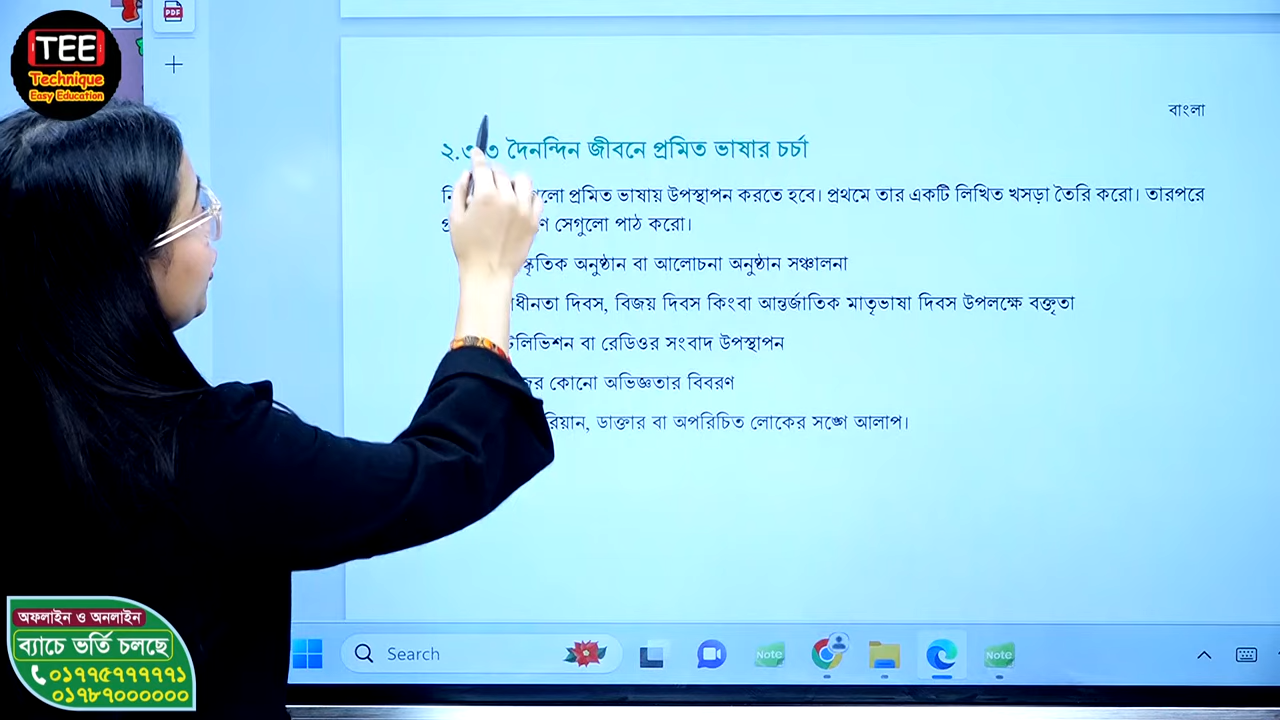 TEE
Technique
Easy Education
PDF
বাংলা
দৈনন্দিন জীবনে প্রমিত ভাষার চর্চা
প্রমিত ভাষায় উপস্থাপন করতে হবে। প্রথমে তার একটি লিখিত খসড়া তৈরি করো। তারপরে
সেগুলো পাঠ করো।
অনুষ্ঠান বা আলোচনা অনুষ্ঠান সঞ্চালনা
দিবস, বিজয় দিবস কিংবা আন্তর্জাতিক মাতৃভাষা দিবস উপলক্ষে বক্তৃতা
বা রেডিওর সংবাদ উপস্থাপন
কোনো অভিজ্ঞতার বিবরণ
ডাক্তার বা অপরিচিত লোকের সঙ্গে আলাপ।
অফলাইন ও অনলাইন
ব্যাচে ভর্তি চলছে
০১৭৭৫৭৭৭৭৭১
০১৭৮৭০০০০০০
Search
Note
Note